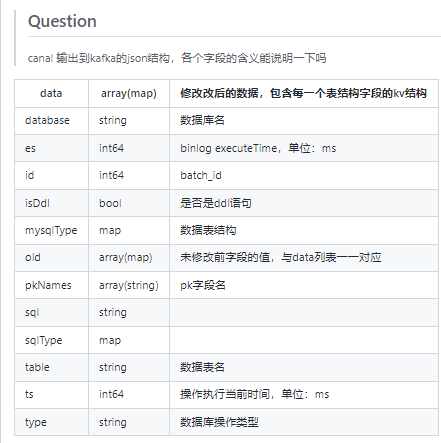 Question
canal 输出到kafka的json结构，各个字段的含义能说明一下吗
data array(map) 修改改后的数据，包含每一个表结构字段的kv结构
database string 数据库名
es int64 binlog executeTime，单位：ms
id int64 batch_id
isDdl bool 是否是ddl语句
mysqlType map 数据表结构
old array(map) 未修改前字段的值，与data列表一一对应
pkNames array(string) pk字段名
sql string
sqlType map
table string 数据表名
ts int64 操作执行当前时间，单位：ms
type string 数据库操作类型